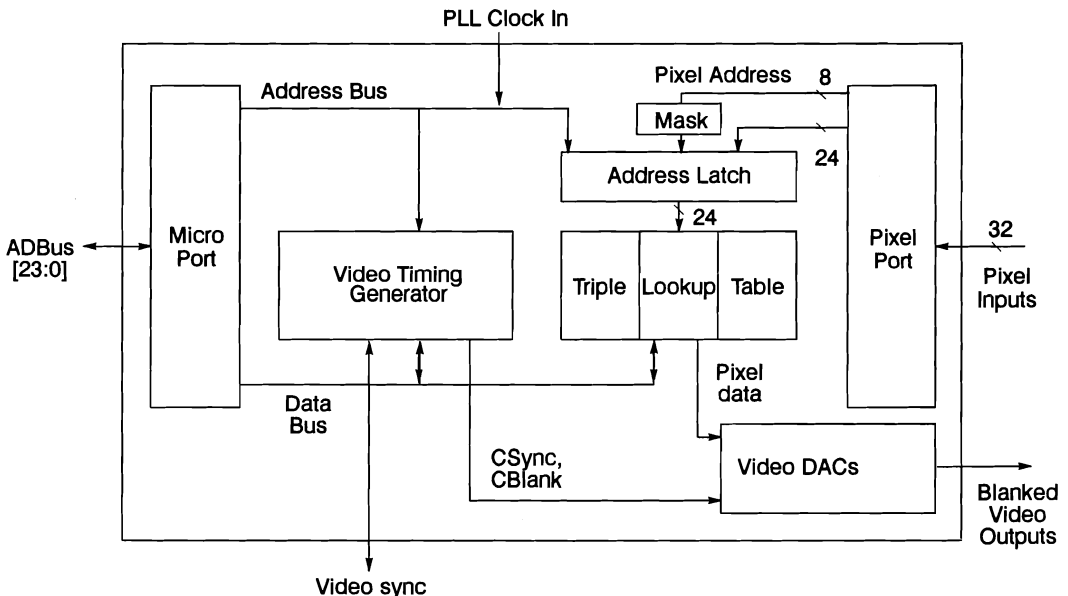 PLL Clock In
Address Bus
Pixel Address
8
Mask
24
Address Latch
24
ADBus
[23:0]
Micro
Port
Video Timing
Generator
Triple
Lookup
Table
Pixel
Port
32
Pixel
Inputs
Data
Bus
Pixel
data
CSync,
CBlank
Video DACs
Blanked
Video
Outputs
Video sync